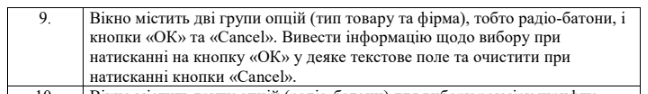 9. Вікно містить дві групи опцій (тип товару та фірма), тобто радіо-батони, і
кнопки «ОК» та «Cancel». Вивести інформацію щодо вибору при
натисканні на кнопку «ОК» у деяке текстове поле та очистити при
натисканні кнопки «Cancel».